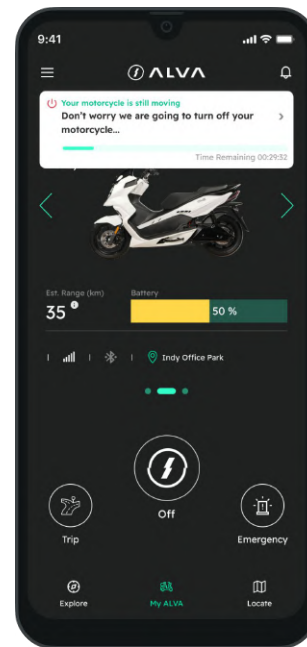 9:41
ALVA
Your motorcycle is still moving
Don't worry we are going to turn off your
motorcycle...
Time Remaining 00:29:32
Est. Range (km)
Battery
35
50 %
Indy Office Park
Off
Trip
Emergency
Explore
My ALVA
Locate